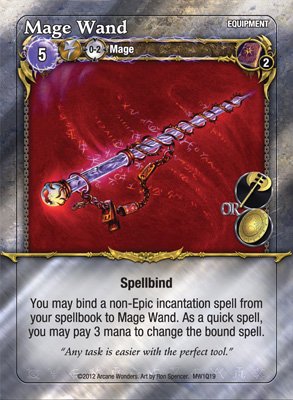 Mage Wand
EQUIPMENT
5
0-2 Mage
2
OR
Spellbind
You may bind a non-Epic incantation spell from
your spellbook to Mage Wand. As a quick spell,
you may pay 3 mana to change the bound spell.
"Any task is easier with the perfect tool."
©2012 Arcane Wonders. Art by Ron Spencer. MW1Q19